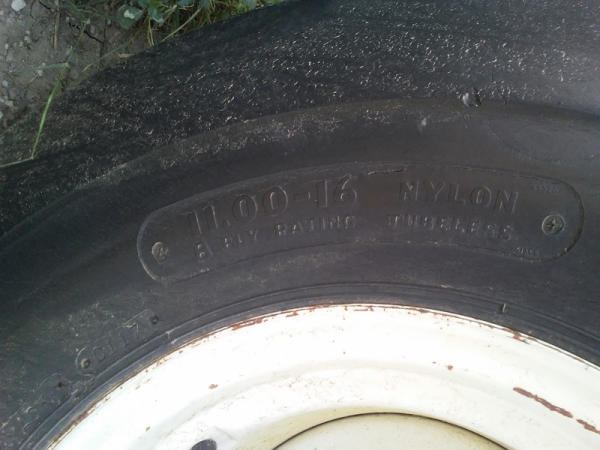 11.00-16 NYLON
8 PLY RATING TUBELESS